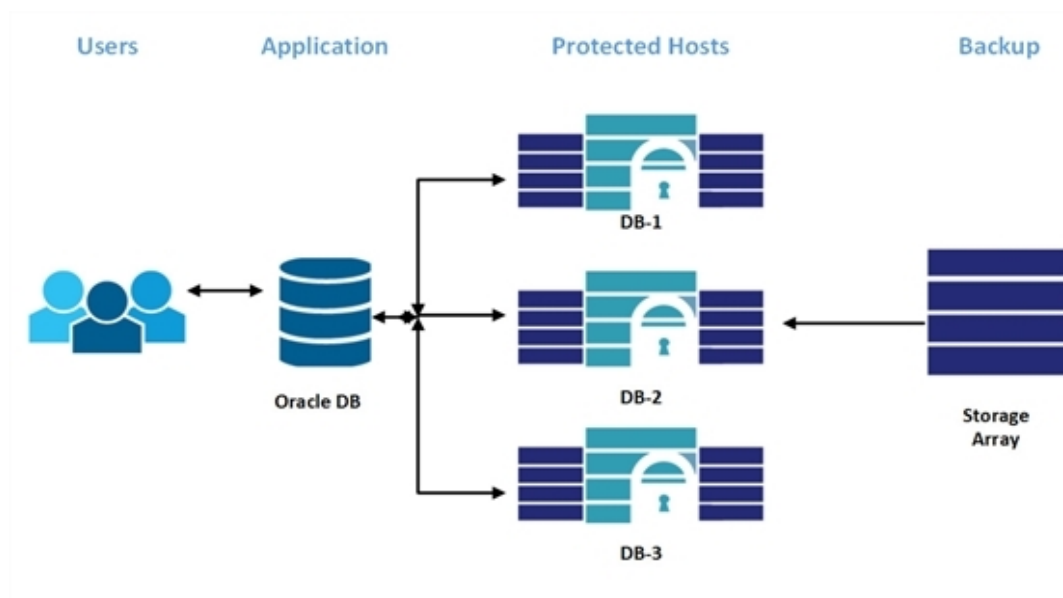 Users
Application
Protected Hosts
Backup
DB-1
Oracle DB
DB-2
Storage
Array
DB-3